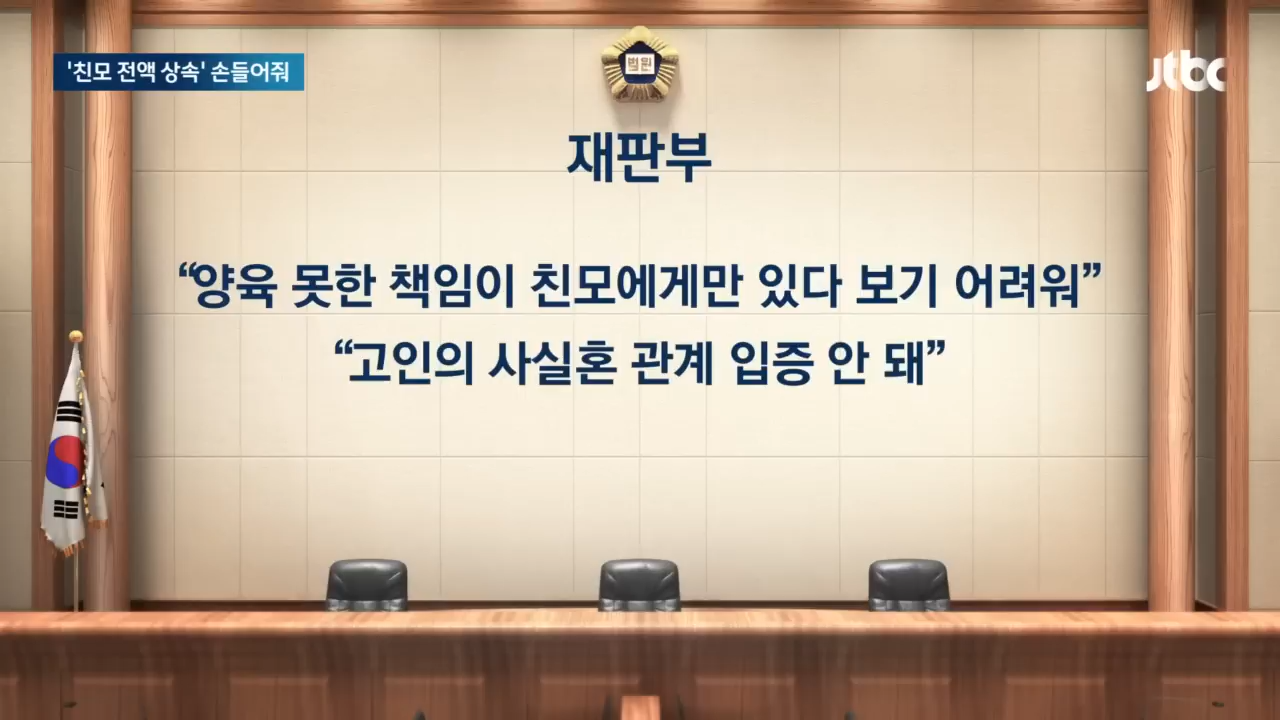 '친모 전액 상속' 손들어줘
jtbc
법원
재판부
“양육 못한 책임이 친모에게만 있다 보기 어려워”
“고인의 사실혼 관계 입증 안 돼”